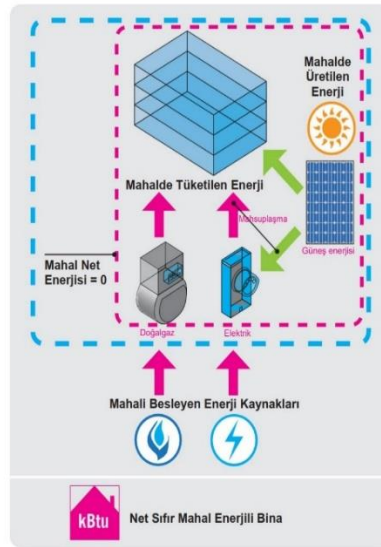 Mahalde
Üretilen
Enerji
Mahalde Tüketilen Enerji
Mahsuplaşma
Güneş enerjisi
Mahal Net
Enerjisi = 0
Doğalgaz
Elektrik
Mahali Besleyen Enerji Kaynakları
kBtu
Net Sıfır Mahal Enerjili Bina